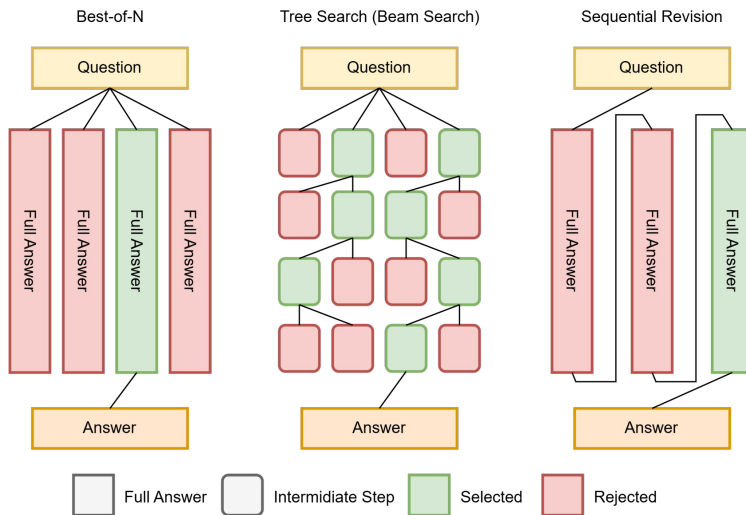 Best-of-N
Tree Search (Beam Search)
Sequential Revision
Question
Question
Question
Full Answer
Full Answer
Full Answer
Full Answer
Full Answer
Full Answer
Full Answer
Answer
Answer
Answer
Full Answer
Intermidiate Step
Selected
Rejected